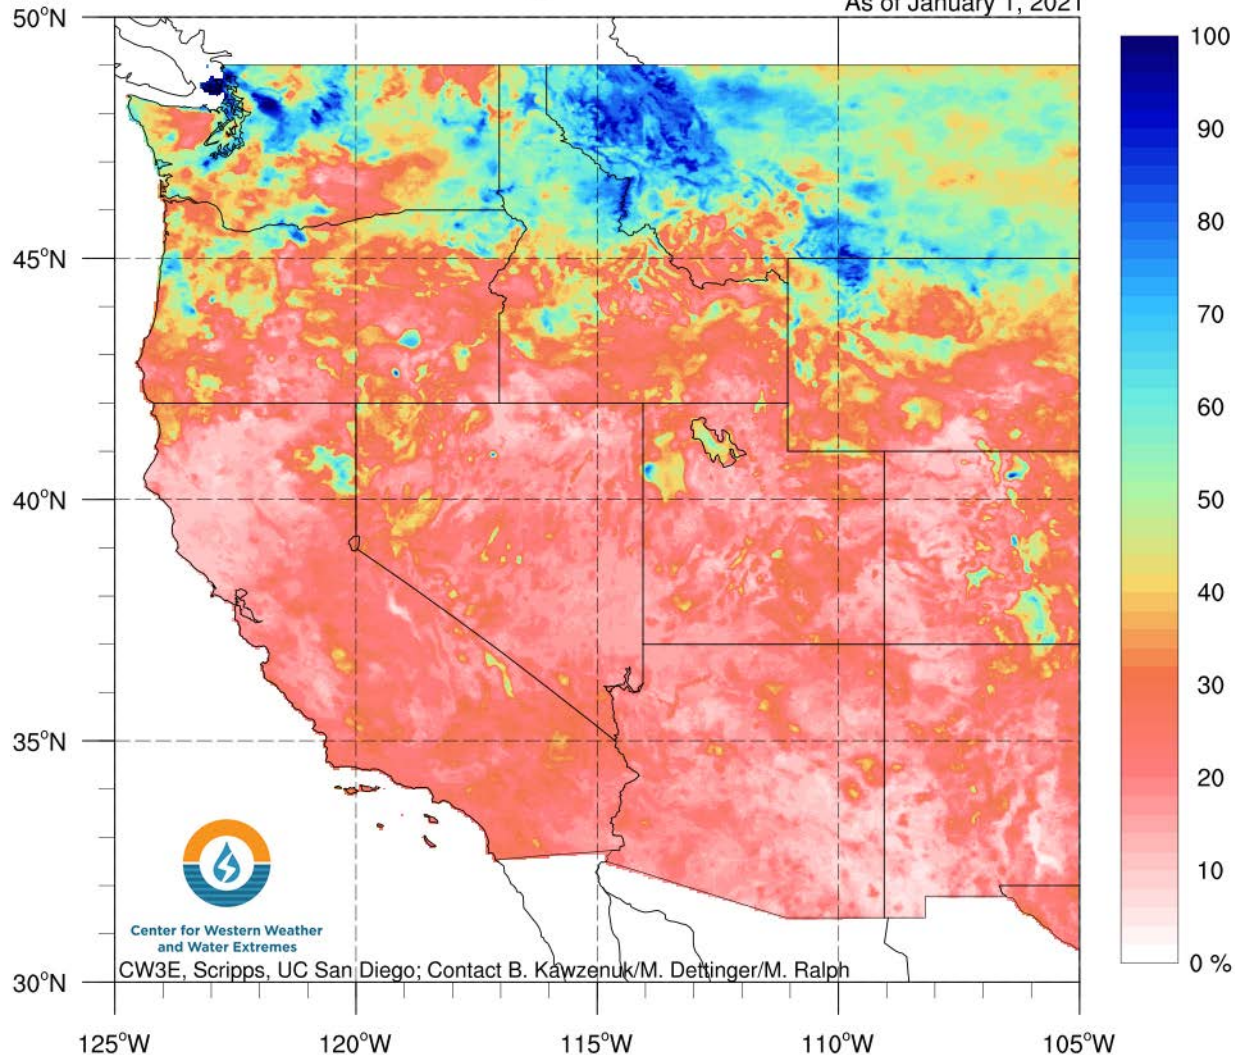 As of January 1, 2021
50°N
45°N
40°N
35°N
30°N
125°W
120°W
115°W
110°W
105°W
100
90
80
70
60
50
40
30
20
10
0 %
Center for Western Weather
and Water Extremes
CW3E, Scripps, UC San Diego; Contact B. Kawzenuk/M. Dettinger/M. Ralph